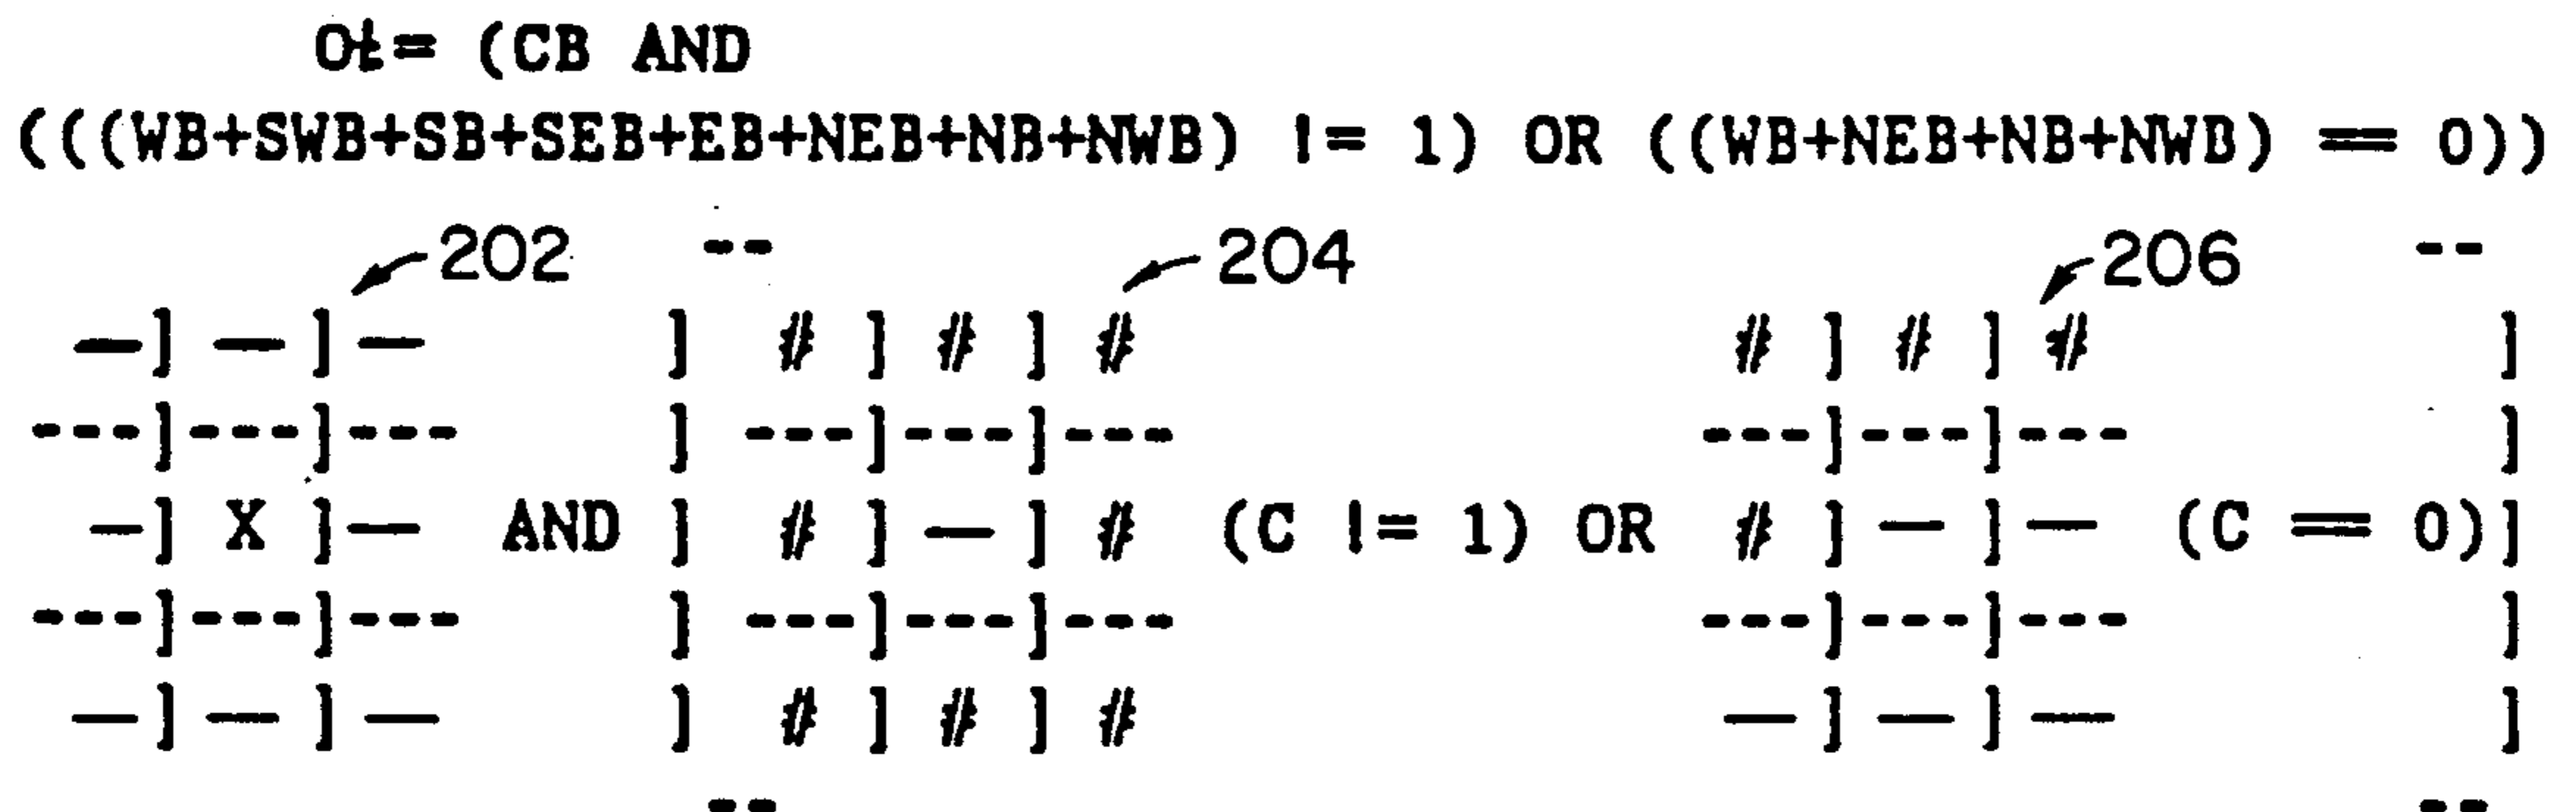 Ot= (CB AND
(((WB+SWB+SB+SEB+EB+NEB+NB+NWB) != 1) OR ((WB+NEB+NB+NWB) == 0))
202 -- 204 206 --
—] —] — ] # ] # ] # # ] # ] # ]
---]---]--- ] ---]---]--- ---]---]--- ]
—] X ]— AND ] # ] — ] # (C != 1) OR # ] — ] — (C == 0)]
---]---]--- ] ---]---]--- ---]---]--- ]
—] — ] — ] # ] # ] # — ] — ] — ]
-- --